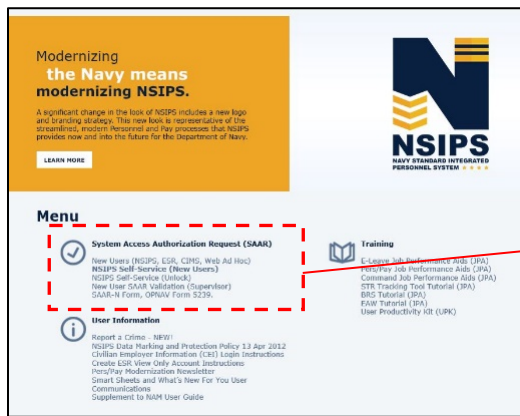 Modernizing
the Navy means
modernizing NSIPS.
A significant change in the look of NSIPS includes a new logo
and branding strategy. This new look is representative of the
streamlined, modern Personnel and Pay processes that NSIPS
provides now and into the future for the Department of Navy.
LEARN MORE
NSIPS
NAVY STANDARD INTEGRATED
PERSONNEL SYSTEM
Menu
System Access Authorization Request (SAAR)
New Users (NSIPS, ESR, CIMS, Web Ad Hoc)
NSIPS Self-Service (New Users)
NSIPS Self-Service (Unlock)
New User SAAR Validation (Supervisor)
SAAR-N Form, OPNAV Form 5239.
User Information
Report a Crime - NEW!
NSIPS Data Marking and Protection Policy 13 Apr 2012
Civilian Employer Information (CEI) Login Instructions
Create ESR View Only Account Instructions
Pers/Pay Modernization Newsletter
Smart Sheets and What's New For You User
Communications
Supplement to NAM User Guide
Training
E-Leave Job Performance Aids (JPA)
Pers/Pay Job Performance Aids (JPA)
Command Job Performance Aids (JPA)
STR Tracking Tool Tutorial (JPA)
BRS Tutorial (JPA)
EAW Tutorial (JPA)
User Productivity Kit (UPK)